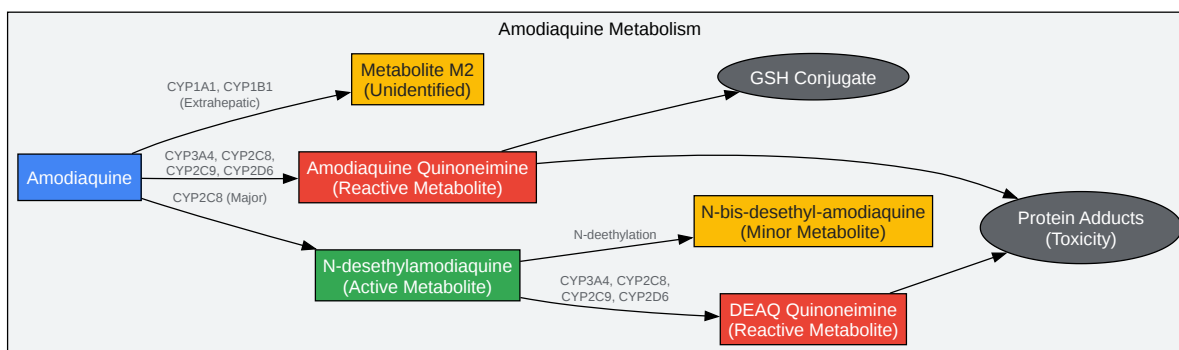 Amodiaquine Metabolism
Metabolite M2
(Unidentified)
GSH Conjugate
CYP1A1, CYP1B1
(Extrahepatic)
Amodiaquine
CYP3A4, CYP2C8,
CYP2C9, CYP2D6
Amodiaquine Quinoneimine
(Reactive Metabolite)
CYP2C8 (Major)
N-bis-desethyl-amodiaquine
(Minor Metabolite)
Protein Adducts
(Toxicity)
N-deethylation
N-desethylamodiaquine
(Active Metabolite)
CYP3A4, CYP2C8,
CYP2C9, CYP2D6
DEAQ Quinoneimine
(Reactive Metabolite)